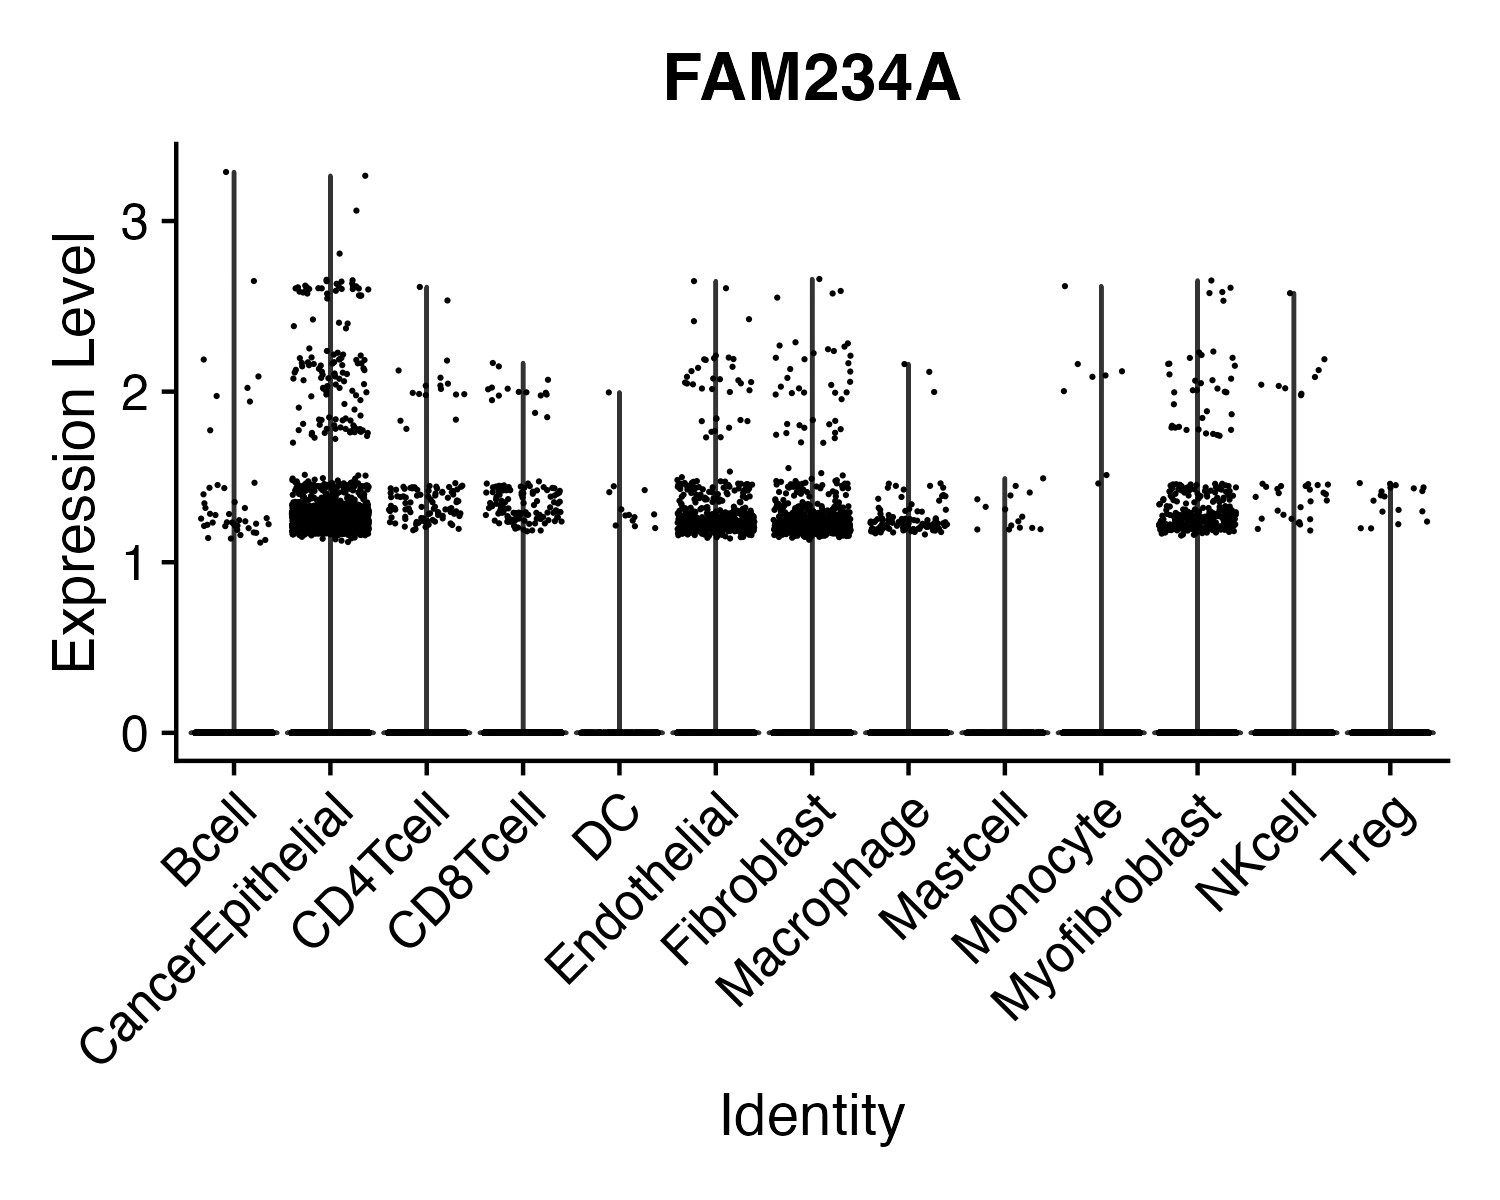 FAM234A
Expression Level
3
2
1
0
Bcell
CancerEpithelial
CD4Tcell
CD8Tcell
DC
Endothelial
Fibroblast
Macrophage
Mastcell
Monocyte
Myofibroblast
NKcell
Treg
Identity